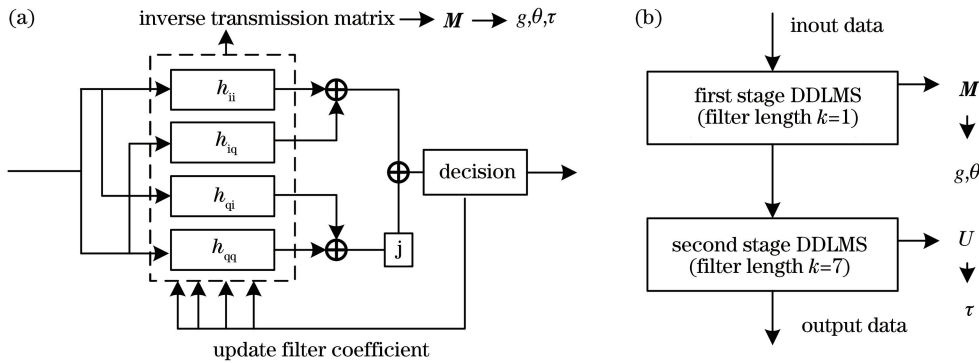 (a)
inverse transmission matrix → M → g,θ,τ
h_ii
h_iq
h_qi
h_qq
j
decision
update filter coefficient
(b)
inout data
first stage DDLMS
(filter length k=1)
M
g,θ
second stage DDLMS
(filter length k=7)
U
τ
output data